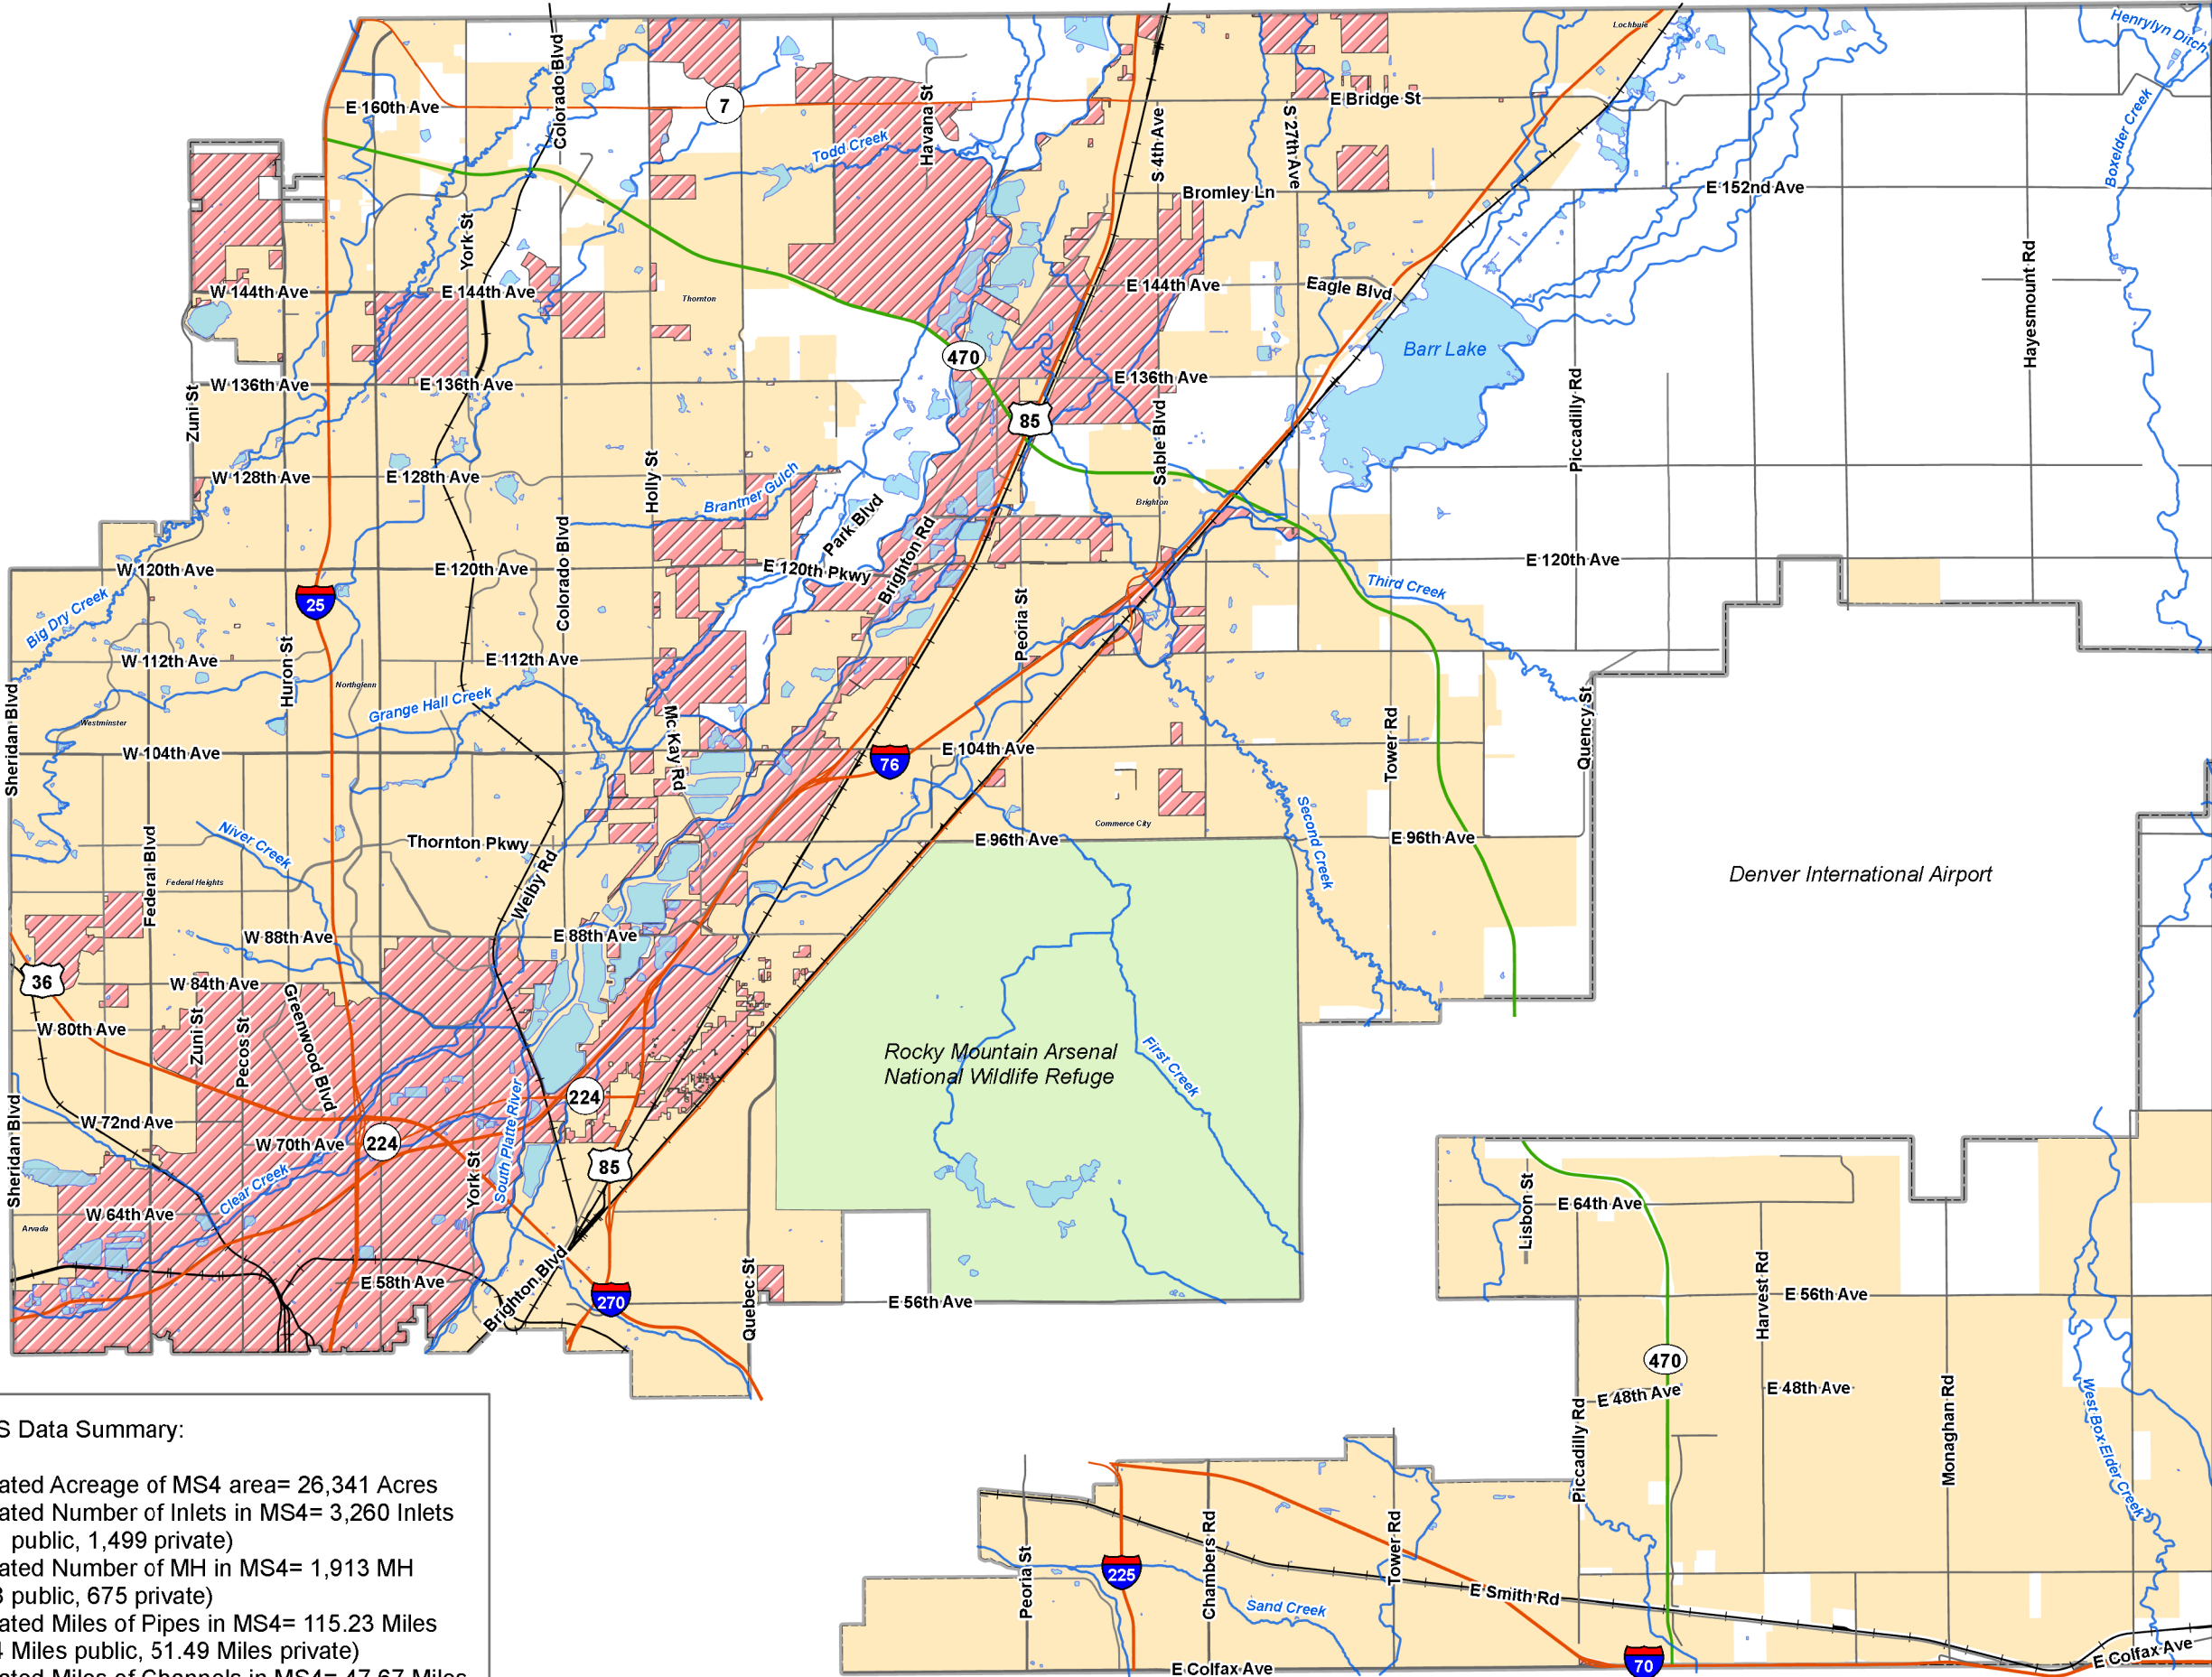 Lochbuie
Henrylyn Ditch
E 160th Ave
Colorado Blvd
7
Havana St
E Bridge St
S 4th Ave
S 27th Ave
Todd Creek
Boxelder Creek
Bromley Ln
E 152nd Ave
York St
Hayesmount Rd
W 144th Ave
E 144th Ave
Thornton
E 144th Ave
Eagle Blvd
Barr Lake
470
W 136th Ave
E 136th Ave
E 136th Ave
Zuni St
85
Sable Blvd
Piccadilly Rd
W 128th Ave
E 128th Ave
Holly St
Brantner Gulch
Park Blvd
Brighton
Brighton Rd
Colorado Blvd
W 120th Ave
E 120th Ave
E 120th Pkwy
E 120th Ave
Third Creek
25
Big Dry Creek
Peoria St
W 112th Ave
E 112th Ave
Huron St
Northglenn
Grange Hall Creek
Sheridan Blvd
Westminster
Mc Kay Rd
Quency St
Tower Rd
W 104th Ave
76
E 104th Ave
Second Creek
Niver Creek
Thornton Pkwy
Commerce City
E 96th Ave
E 96th Ave
Federal Blvd
Federal Heights
Welby Rd
Denver International Airport
W 88th Ave
E 88th Ave
36
W 84th Ave
W 80th Ave
Zuni St
Pecos St
Greenwood Blvd
Rocky Mountain Arsenal
National Wildlife Refuge
First Creek
224
South Platte River
W 72nd Ave
W 70th Ave
224
Sheridan Blvd
York St
85
Clear Creek
W 64th Ave
Arvada
Lisbon St
E 64th Ave
E 58th Ave
Brighton Blvd
270
Quebec St
E 56th Ave
Harvest Rd
E 56th Ave
470
E 48th Ave
E 48th Ave
Monaghan Rd
West Box Elder Creek
Piccadilly Rd
S Data Summary:
ated Acreage of MS4 area= 26,341 Acres
ated Number of Inlets in MS4= 3,260 Inlets
public, 1,499 private)
ated Number of MH in MS4= 1,913 MH
public, 675 private)
ated Miles of Pipes in MS4= 115.23 Miles
Miles public, 51.49 Miles private)
ated Miles of Channels in MS4= 47.67 Miles
Peoria St
225
Chambers Rd
Tower Rd
E Smith Rd
Sand Creek
70
E Colfax Ave
E Colfax Ave